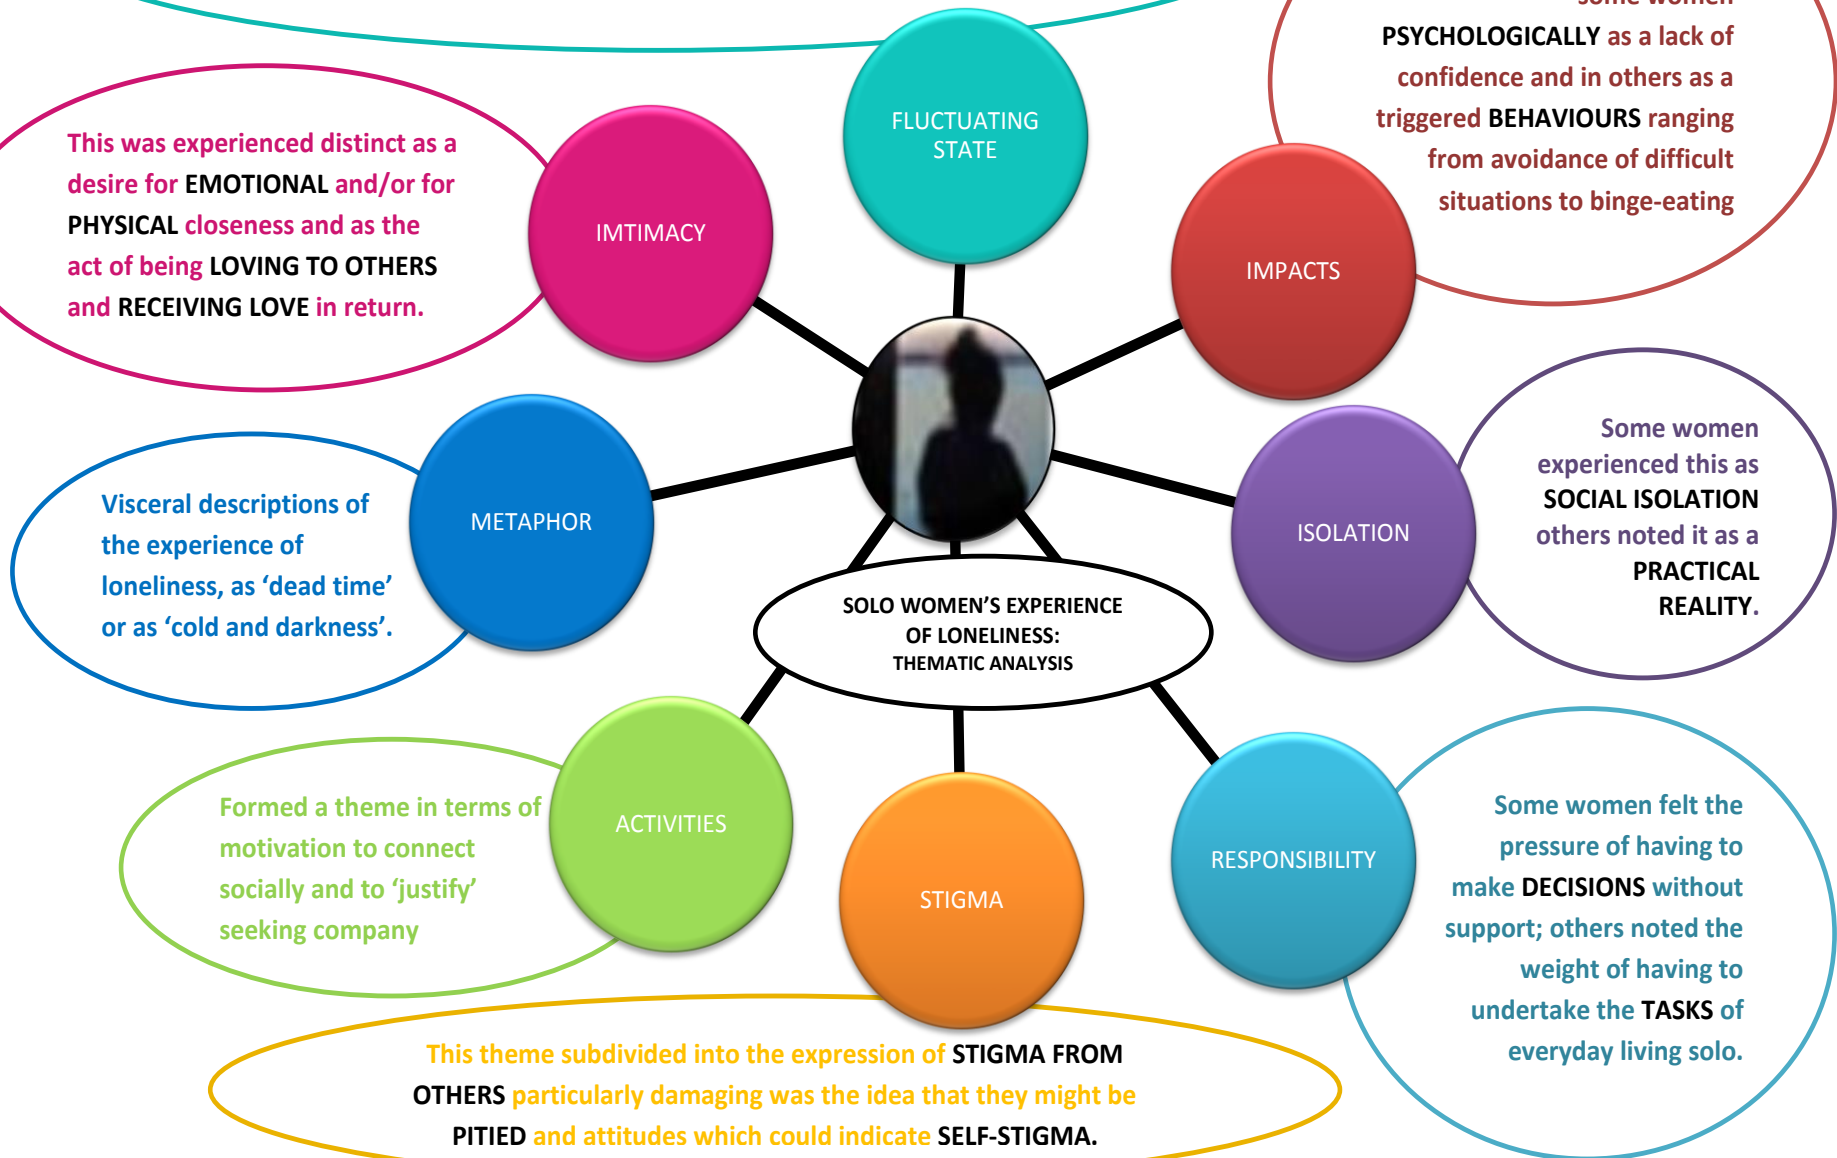 some women
PSYCHOLOGICALLY as a lack of
confidence and in others as a
triggered BEHAVIOURS ranging
from avoidance of difficult
situations to binge-eating
FLUCTUATING
STATE
This was experienced distinct as a
desire for EMOTIONAL and/or for
PHYSICAL closeness and as the
act of being LOVING TO OTHERS
and RECEIVING LOVE in return.
IMTIMACY
IMPACTS
Some women
experienced this as
SOCIAL ISOLATION
others noted it as a
PRACTICAL
REALITY.
Visceral descriptions of
the experience of
loneliness, as ‘dead time’
or as ‘cold and darkness’.
METAPHOR
ISOLATION
SOLO WOMEN’S EXPERIENCE
OF LONELINESS:
THEMATIC ANALYSIS
Formed a theme in terms of
motivation to connect
socially and to ‘justify’
seeking company
ACTIVITIES
STIGMA
RESPONSIBILITY
Some women felt the
pressure of having to
make DECISIONS without
support; others noted the
weight of having to
undertake the TASKS of
everyday living solo.
This theme subdivided into the expression of STIGMA FROM
OTHERS particularly damaging was the idea that they might be
PITIED and attitudes which could indicate SELF-STIGMA.